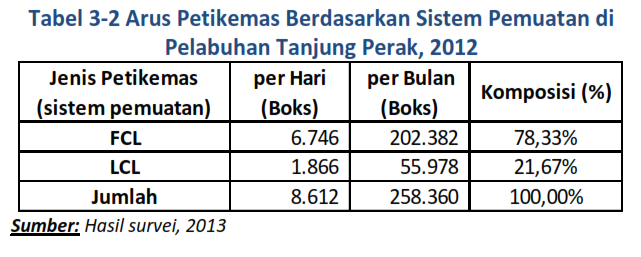 Tabel 3-2 Arus Petikemas Berdasarkan Sistem Pemuatan di
Pelabuhan Tanjung Perak, 2012
Jenis Petikemas (sistem pemuatan) per Hari (Boks) per Bulan (Boks) Komposisi (%)
FCL 6.746 202.382 78,33%
LCL 1.866 55.978 21,67%
Jumlah 8.612 258.360 100,00%
Sumber: Hasil survei, 2013